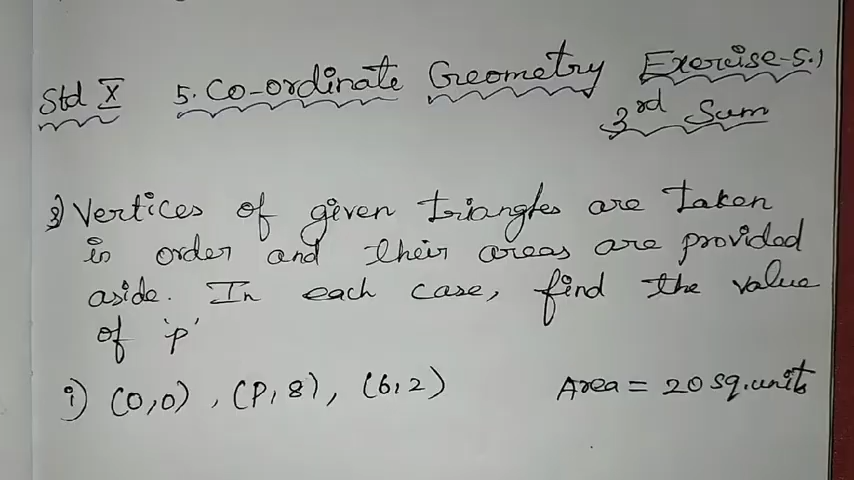 Std X 5. Co-ordinate Geometry Exercise-5.1
3rd Sum
3) Vertices of given triangles are taken
in order and their areas are provided
aside. In each case, find the value
of 'p'
i) (0,0), (P,8), (6,2) Area = 20 sq.units